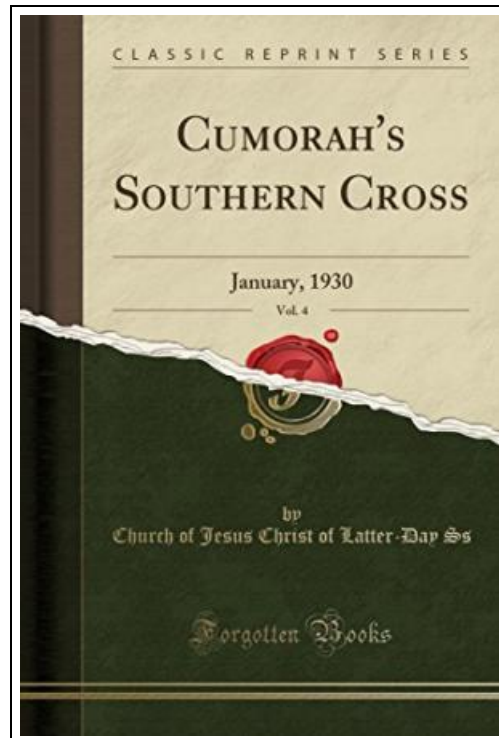 CLASSIC REPRINT SERIES
CUMORAH'S
SOUTHERN CROSS
January, 1930
Vol. 4
F
by
Church of Jesus Christ of Latter-Day Ss
Forgotten Books